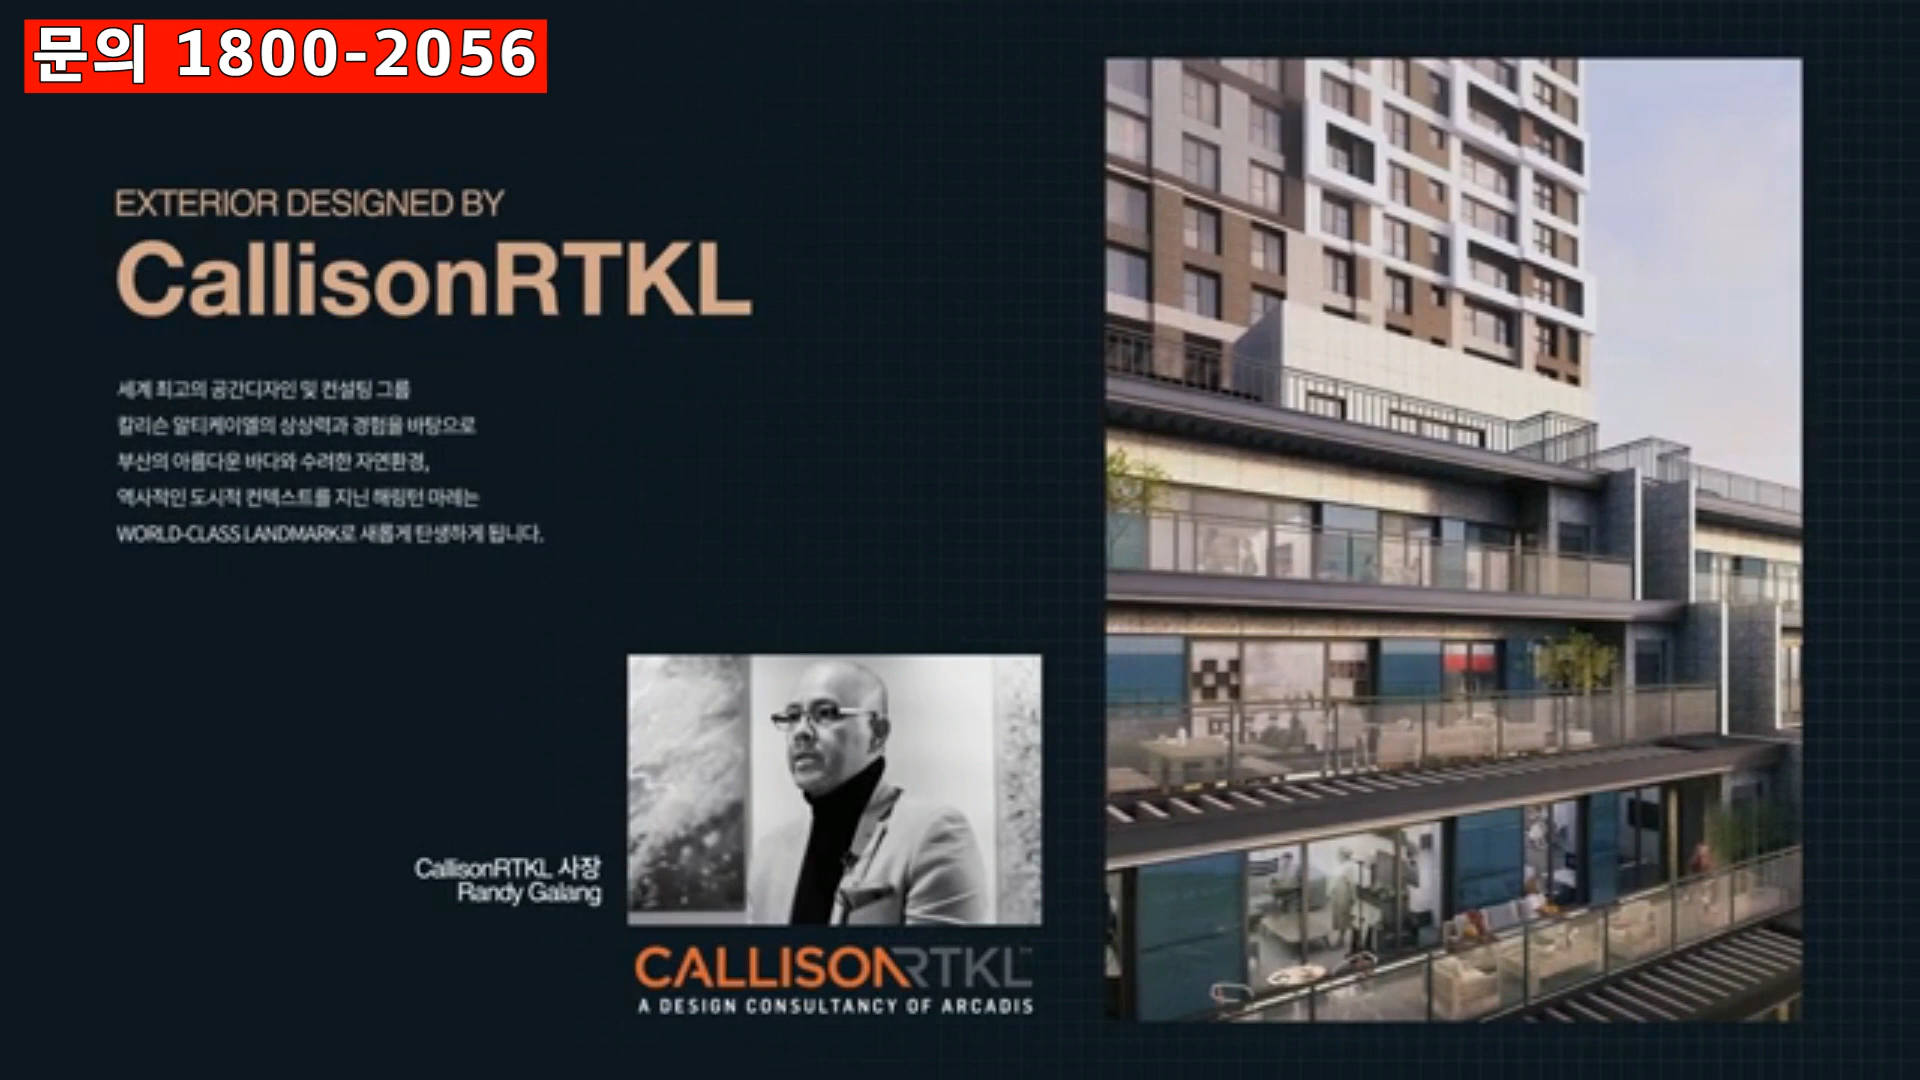 문의 1800-2056
EXTERIOR DESIGNED BY
CallisonRTKL
세계 최고의 공간디자인 및 컨설팅 그룹
칼리슨 알티케이엘의 상상력과 경험을 바탕으로
부산의 아름다운 바다와 수려한 자연환경,
역사적인 도시적 컨텍스트를 지닌 해링턴 마레는
WORLD-CLASS LANDMARK로 새롭게 탄생하게 됩니다.
CallisonRTKL 사장
Randy Galang
CALLISONRTKL™
A DESIGN CONSULTANCY OF ARCADIS